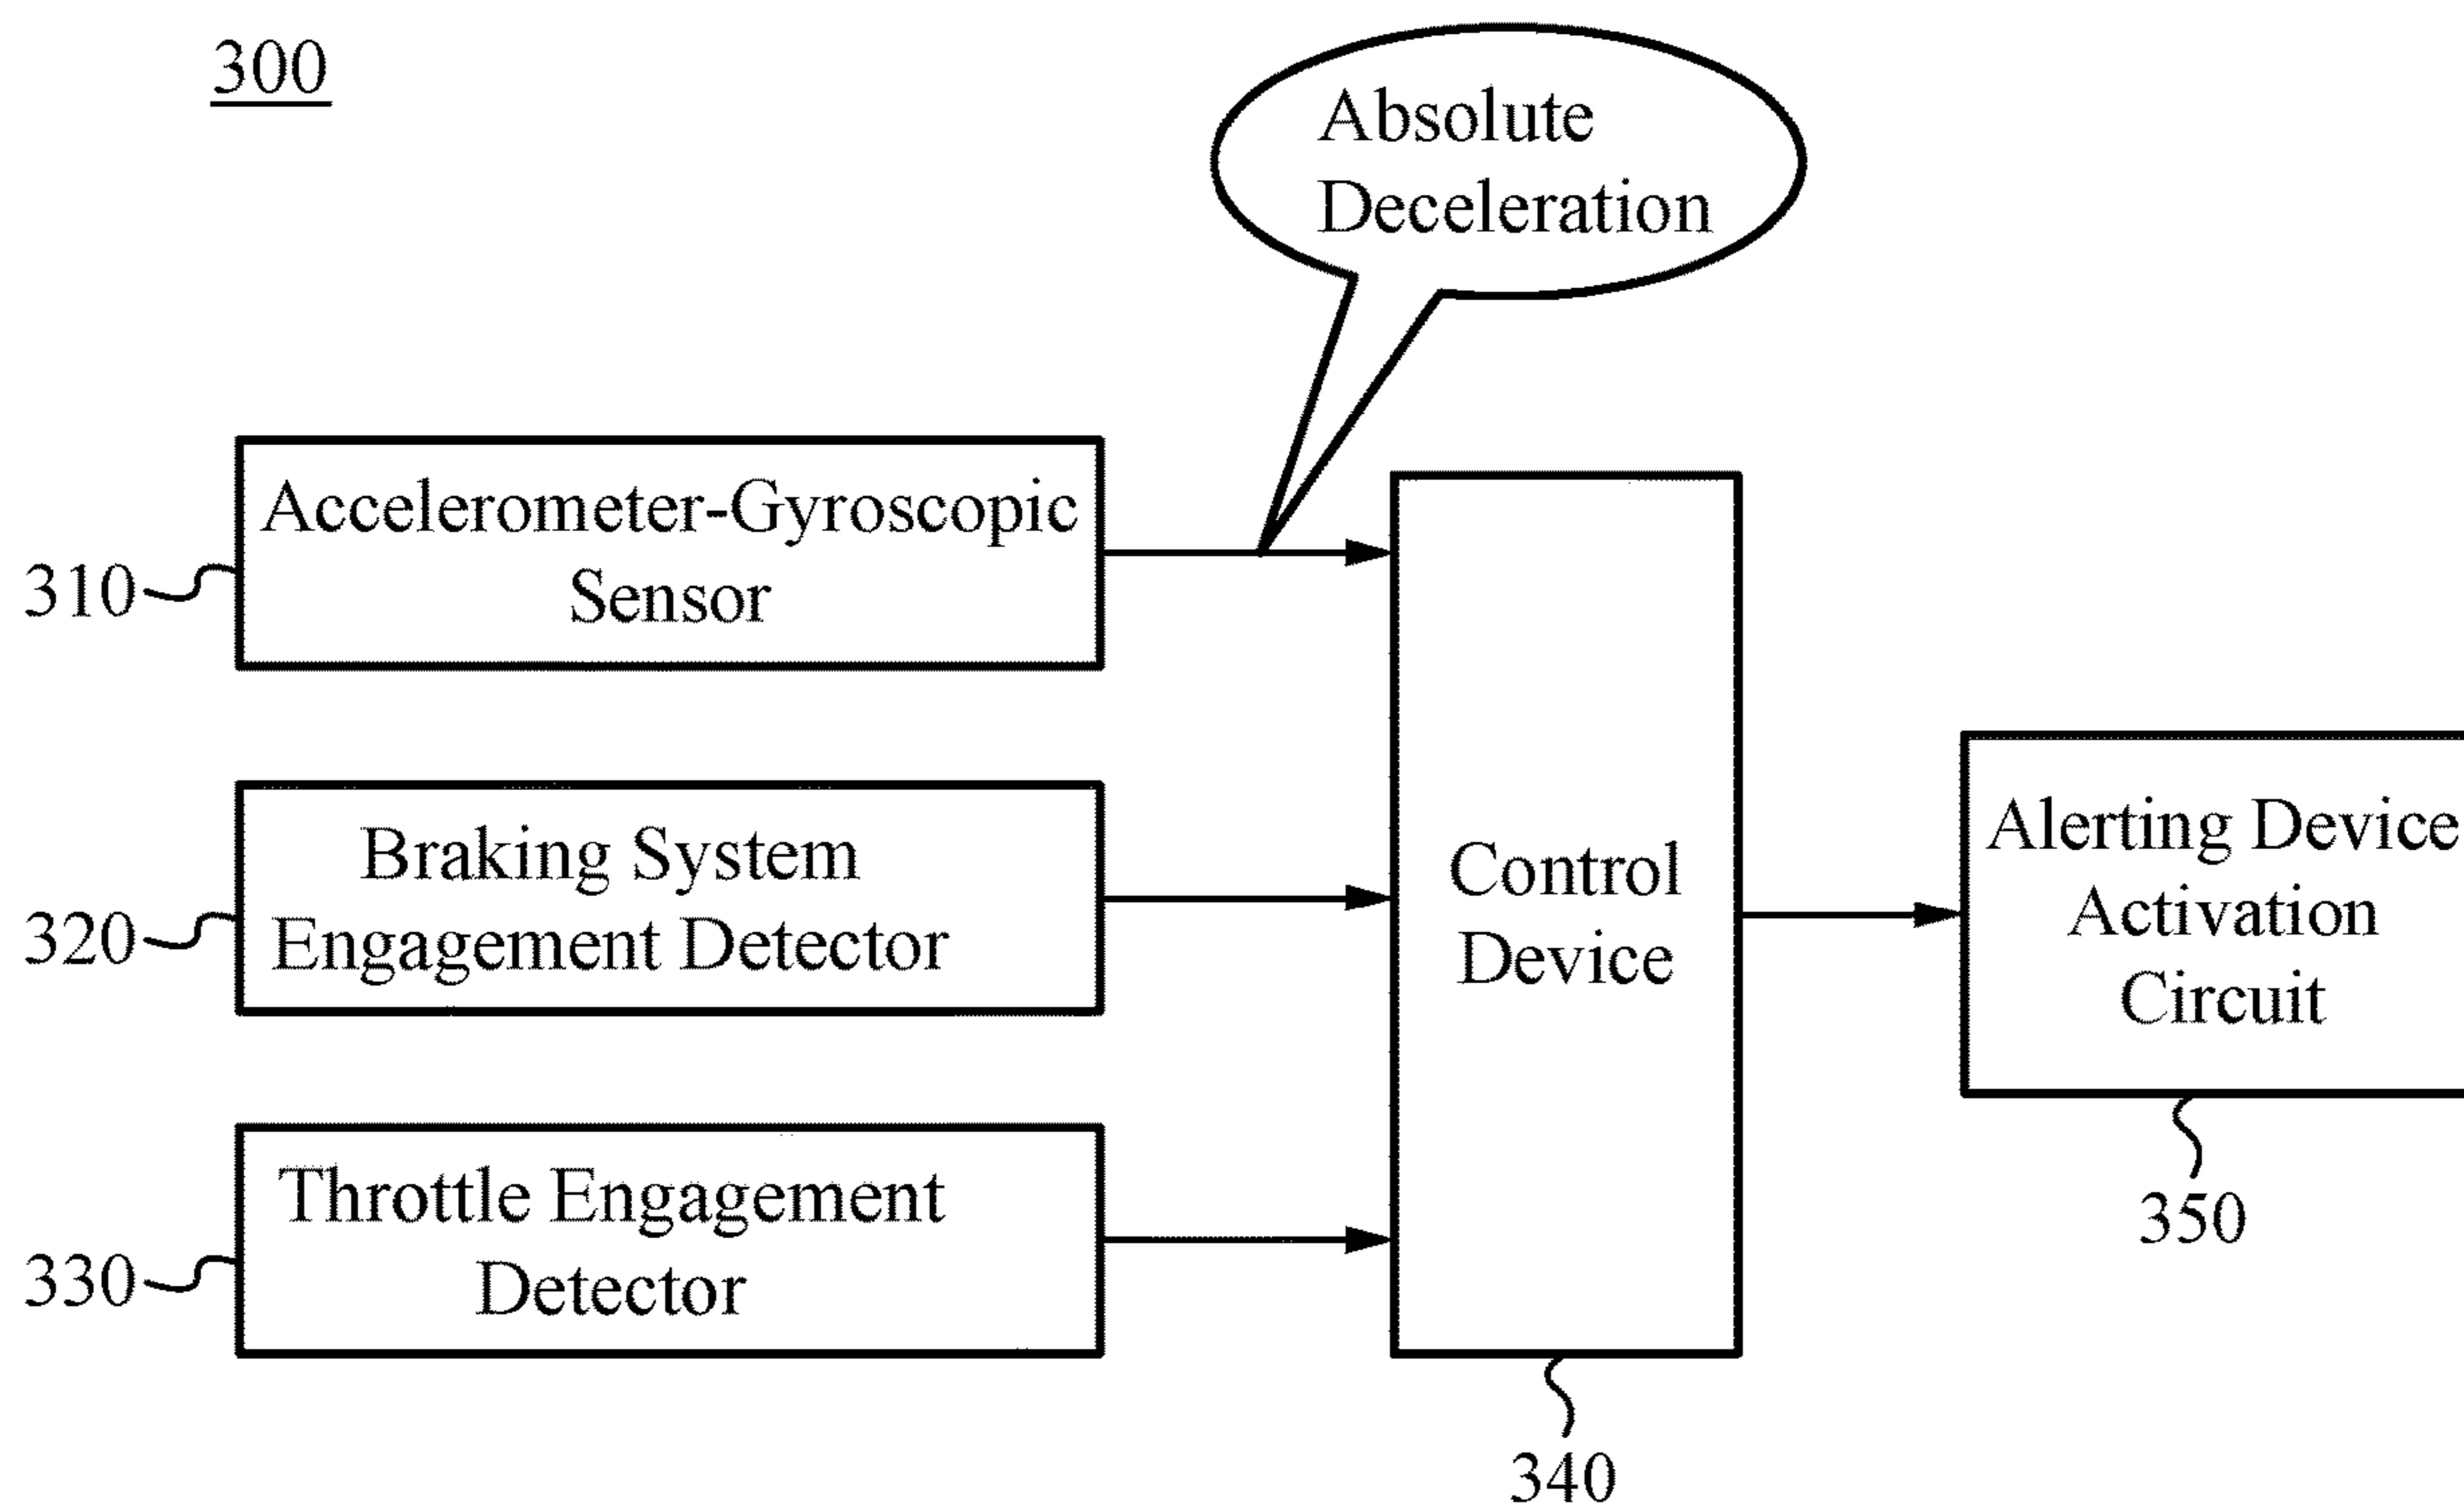 300
Absolute
Deceleration
Accelerometer-Gyroscopic
Sensor
310
Braking System
Engagement Detector
320
Throttle Engagement
Detector
330
Control
Device
340
Alerting Device
Activation
Circuit
350